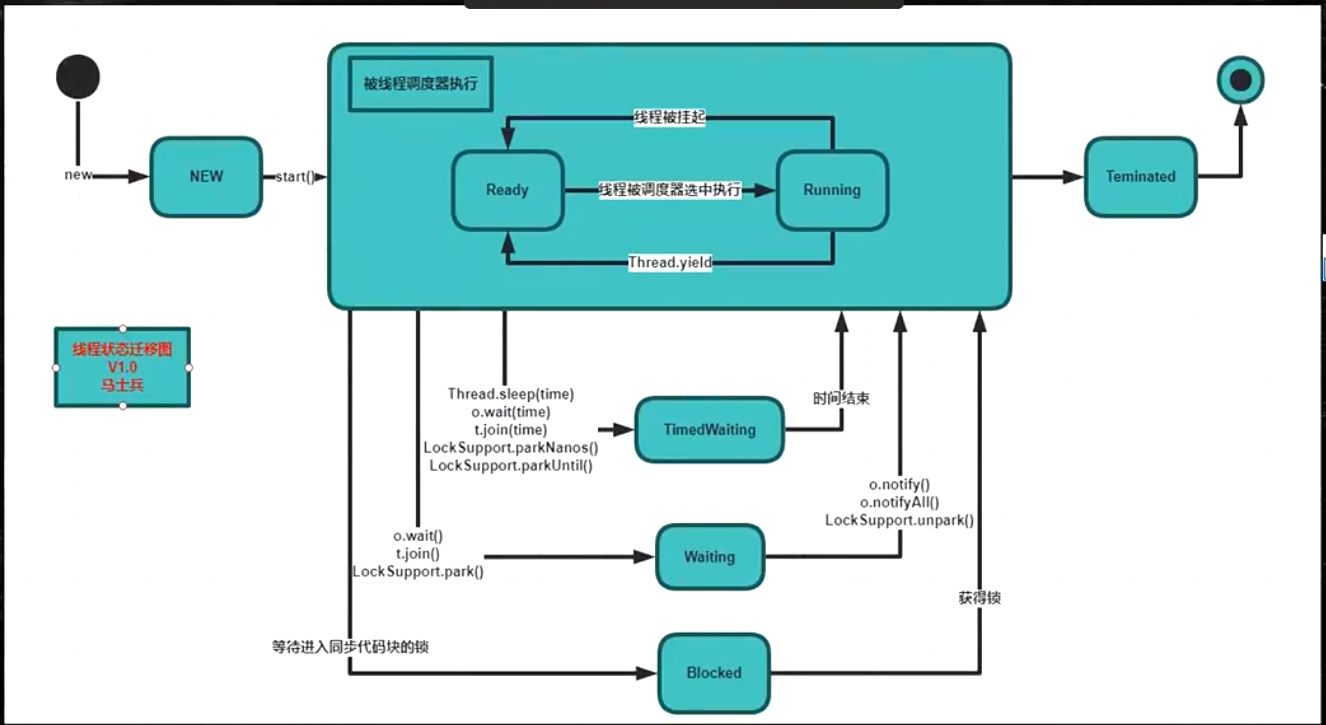 被线程调度器执行
线程被挂起
new
NEW
start()
Ready
线程被调度器选中执行
Running
Teminated
Thread.yield
线程状态迁移图
V1.0
马士兵
Thread.sleep(time)
o.wait(time)
t.join(time)
LockSupport.parkNanos()
LockSupport.parkUntil()
TimedWaiting
时间结束
o.wait()
t.join()
LockSupport.park()
Waiting
o.notify()
o.notifyAll()
LockSupport.unpark()
等待进入同步代码块的锁
Blocked
获得锁